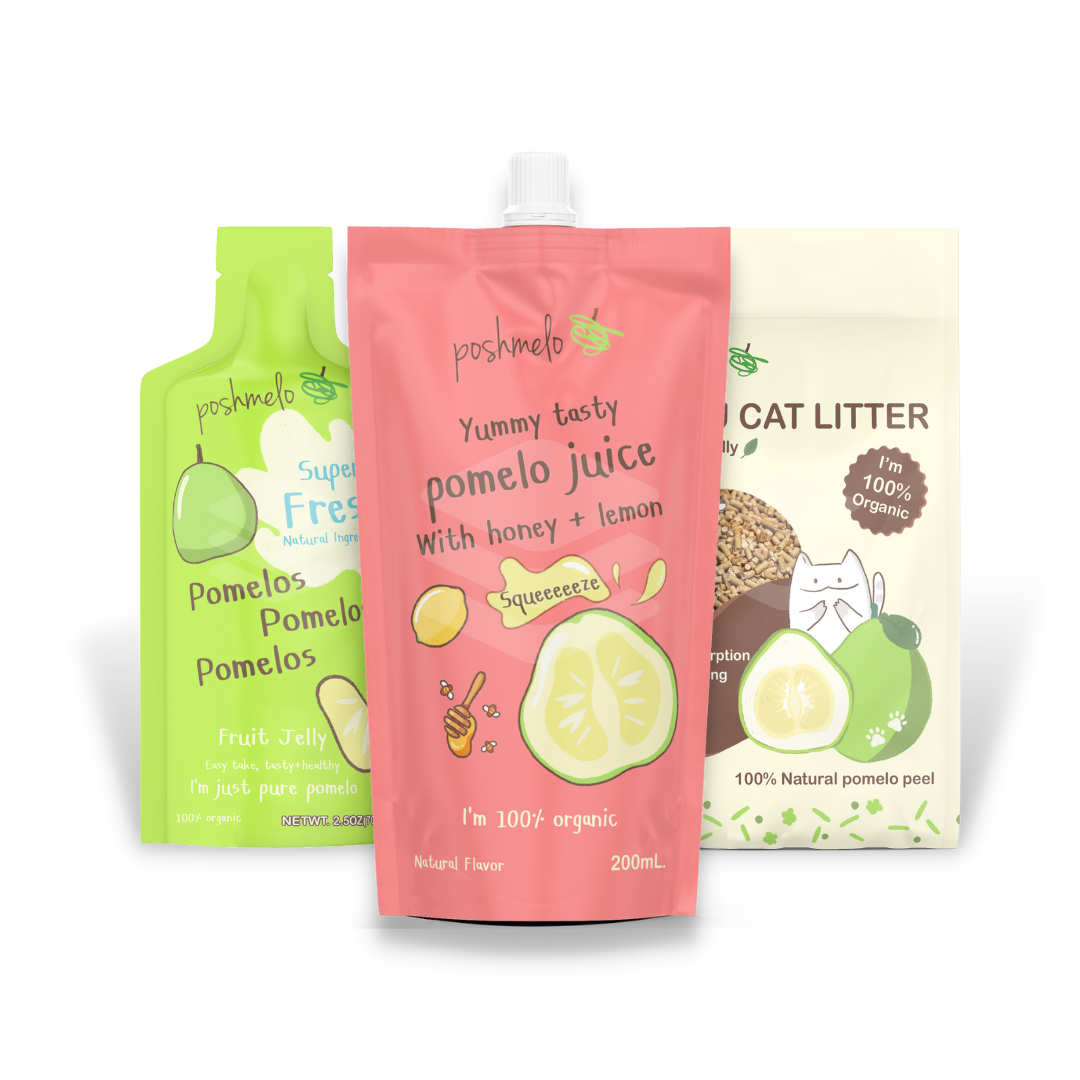 poshmelo
Super
Fres
Natural Ingre
Pomelos
Pomelos
Pomelos
Fruit Jelly
Easy take, tasty+healthy
I'm just pure pomelo
100% organic
NETWT. 2.5OZ(7
poshmelo
Yummy tasty
pomelo juice
With honey + lemon
Squeeeeeze
I'm 100% organic
Natural Flavor
200mL.
CAT LITTER
lly
I'm
100%
Organic
rption
ng
100% Natural pomelo peel